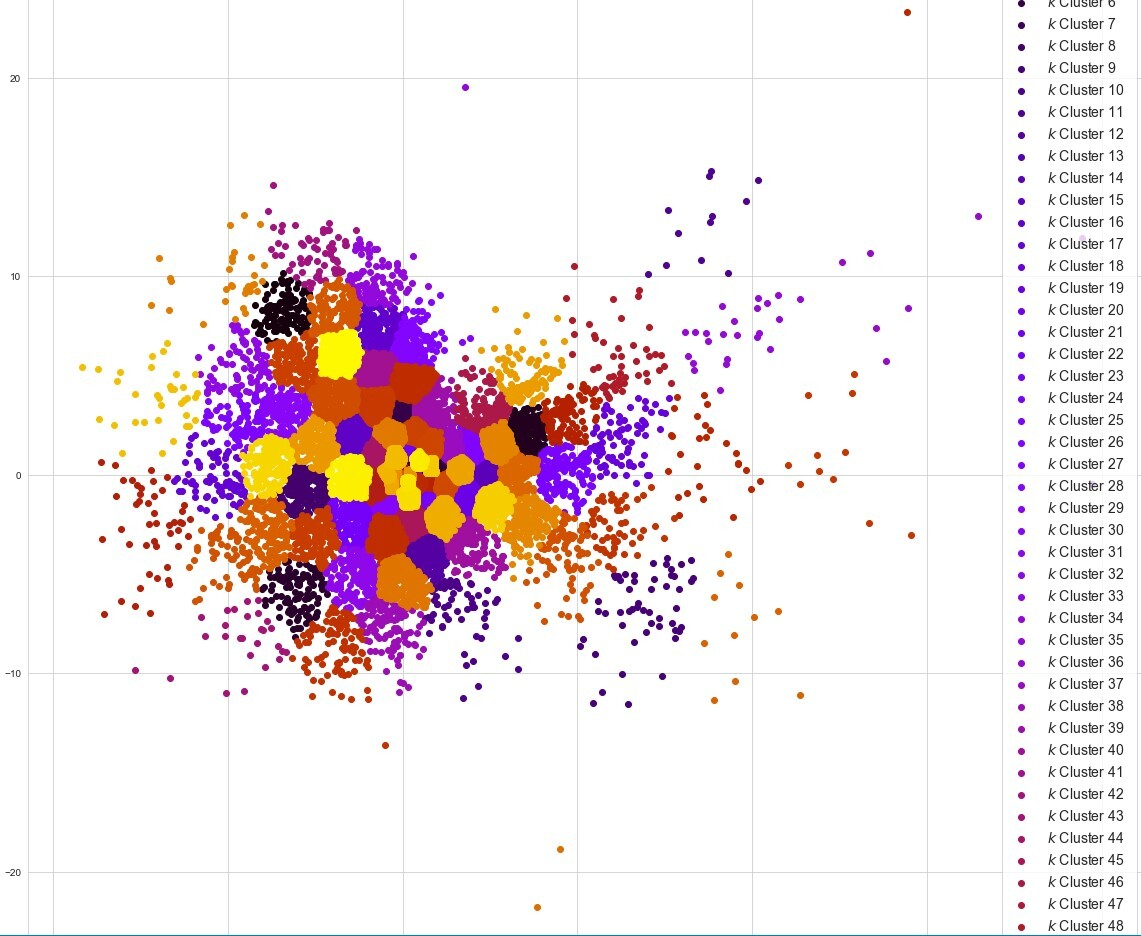 20
10
0
−10
−20
k Cluster 6
k Cluster 7
k Cluster 8
k Cluster 9
k Cluster 10
k Cluster 11
k Cluster 12
k Cluster 13
k Cluster 14
k Cluster 15
k Cluster 16
k Cluster 17
k Cluster 18
k Cluster 19
k Cluster 20
k Cluster 21
k Cluster 22
k Cluster 23
k Cluster 24
k Cluster 25
k Cluster 26
k Cluster 27
k Cluster 28
k Cluster 29
k Cluster 30
k Cluster 31
k Cluster 32
k Cluster 33
k Cluster 34
k Cluster 35
k Cluster 36
k Cluster 37
k Cluster 38
k Cluster 39
k Cluster 40
k Cluster 41
k Cluster 42
k Cluster 43
k Cluster 44
k Cluster 45
k Cluster 46
k Cluster 47
k Cluster 48